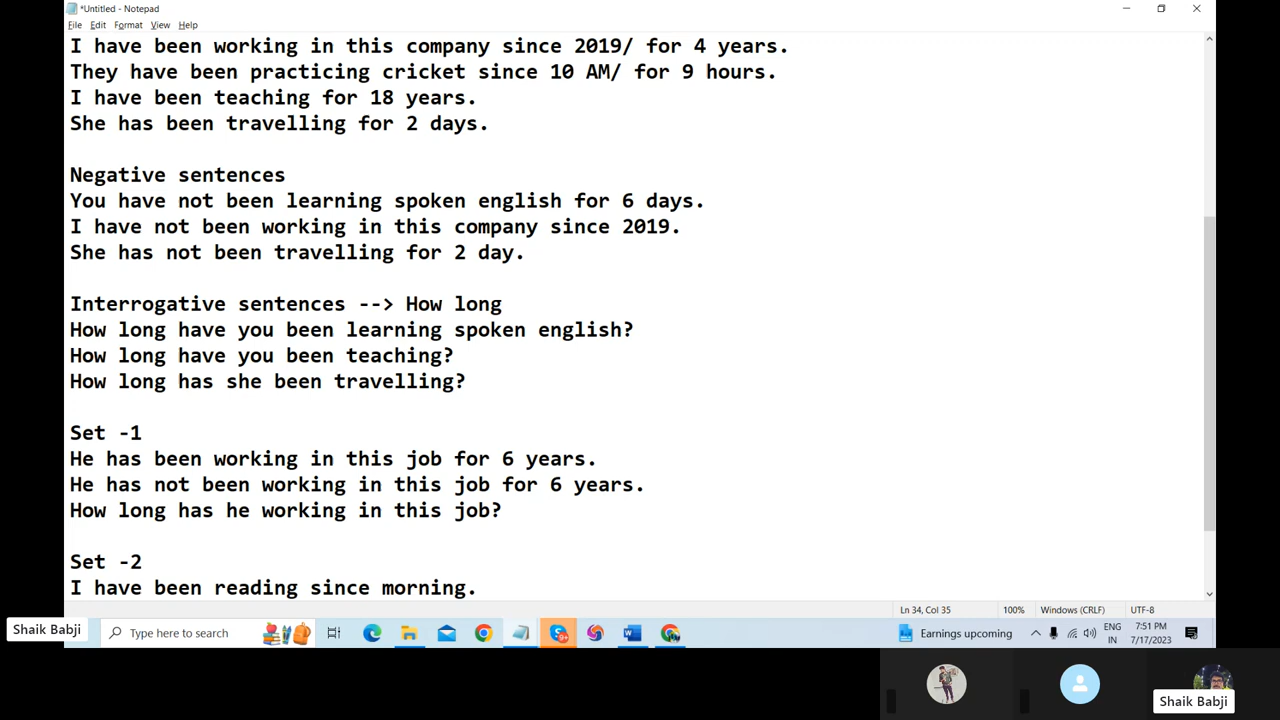 *Untitled - Notepad
File Edit Format View Help
I have been working in this company since 2019/ for 4 years.
They have been practicing cricket since 10 AM/ for 9 hours.
I have been teaching for 18 years.
She has been travelling for 2 days.
Negative sentences
You have not been learning spoken english for 6 days.
I have not been working in this company since 2019.
She has not been travelling for 2 day.
Interrogative sentences --> How long
How long have you been learning spoken english?
How long have you been teaching?
How long has she been travelling?
Set -1
He has been working in this job for 6 years.
He has not been working in this job for 6 years.
How long has he working in this job?
Set -2
I have been reading since morning.
Ln 34, Col 35 100% Windows (CRLF) UTF-8
Shaik Babji
Type here to search
Earnings upcoming
ENG
IN
7:51 PM
7/17/2023
Shaik Babji